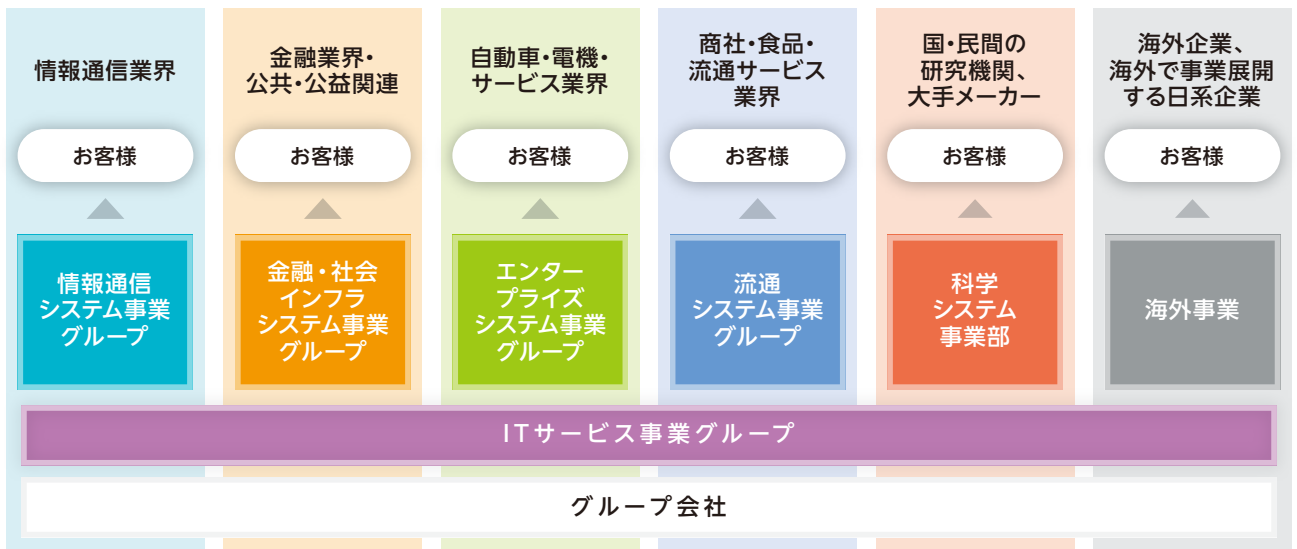 情報通信業界
金融業界・
公共・公益関連
自動車・電機・
サービス業界
商社・食品・
流通サービス
業界
国・民間の
研究機関、
大手メーカー
海外企業、
海外で事業展開
する日系企業
お客様
お客様
お客様
お客様
お客様
お客様
情報通信
システム事業
グループ
金融・社会
インフラ
システム事業
グループ
エンター
プライズ
システム事業
グループ
流通
システム事業
グループ
科学
システム
事業部
海外事業
ITサービス事業グループ
グループ会社